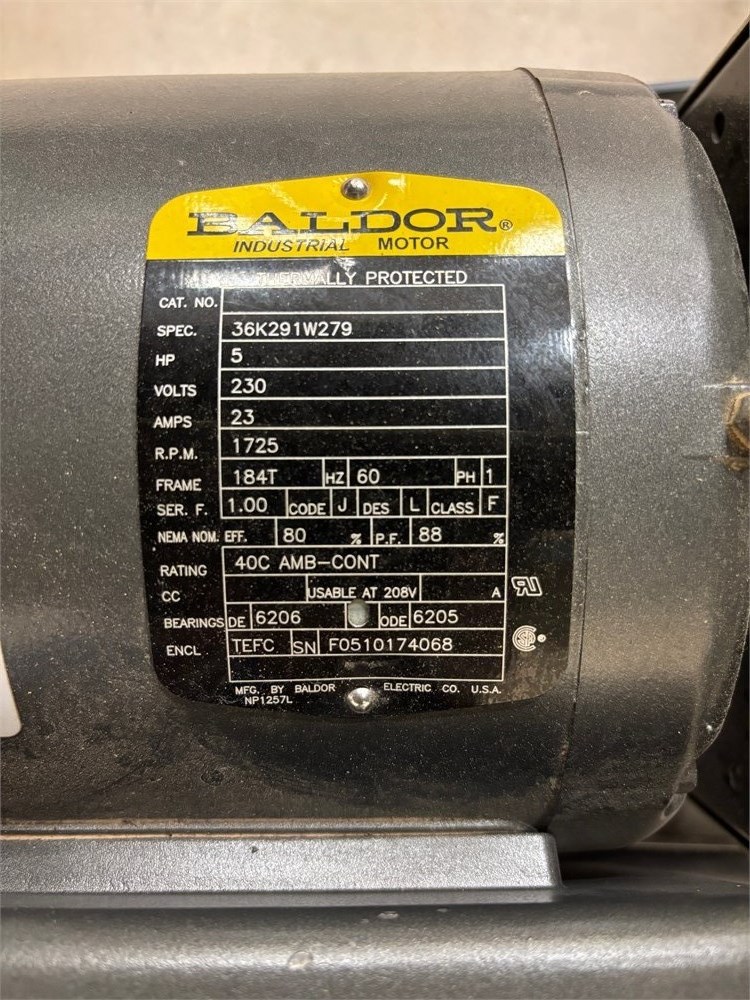 BALDOR®
INDUSTRIAL MOTOR
THERMALLY PROTECTED
CAT. NO.
SPEC. 36K291W279
HP 5
VOLTS 230
AMPS 23
R.P.M. 1725
FRAME 184T HZ 60 PH 1
SER. F. 1.00 CODE J DES L CLASS F
NEMA NOM. EFF. 80 % P.F. 88 %
RATING 40C AMB-CONT
CC USABLE AT 208V A
BEARINGS DE 6206 ODE 6205
ENCL TEFC SN F0510174068
MFG. BY BALDOR ELECTRIC CO. U.S.A.
NP1257L